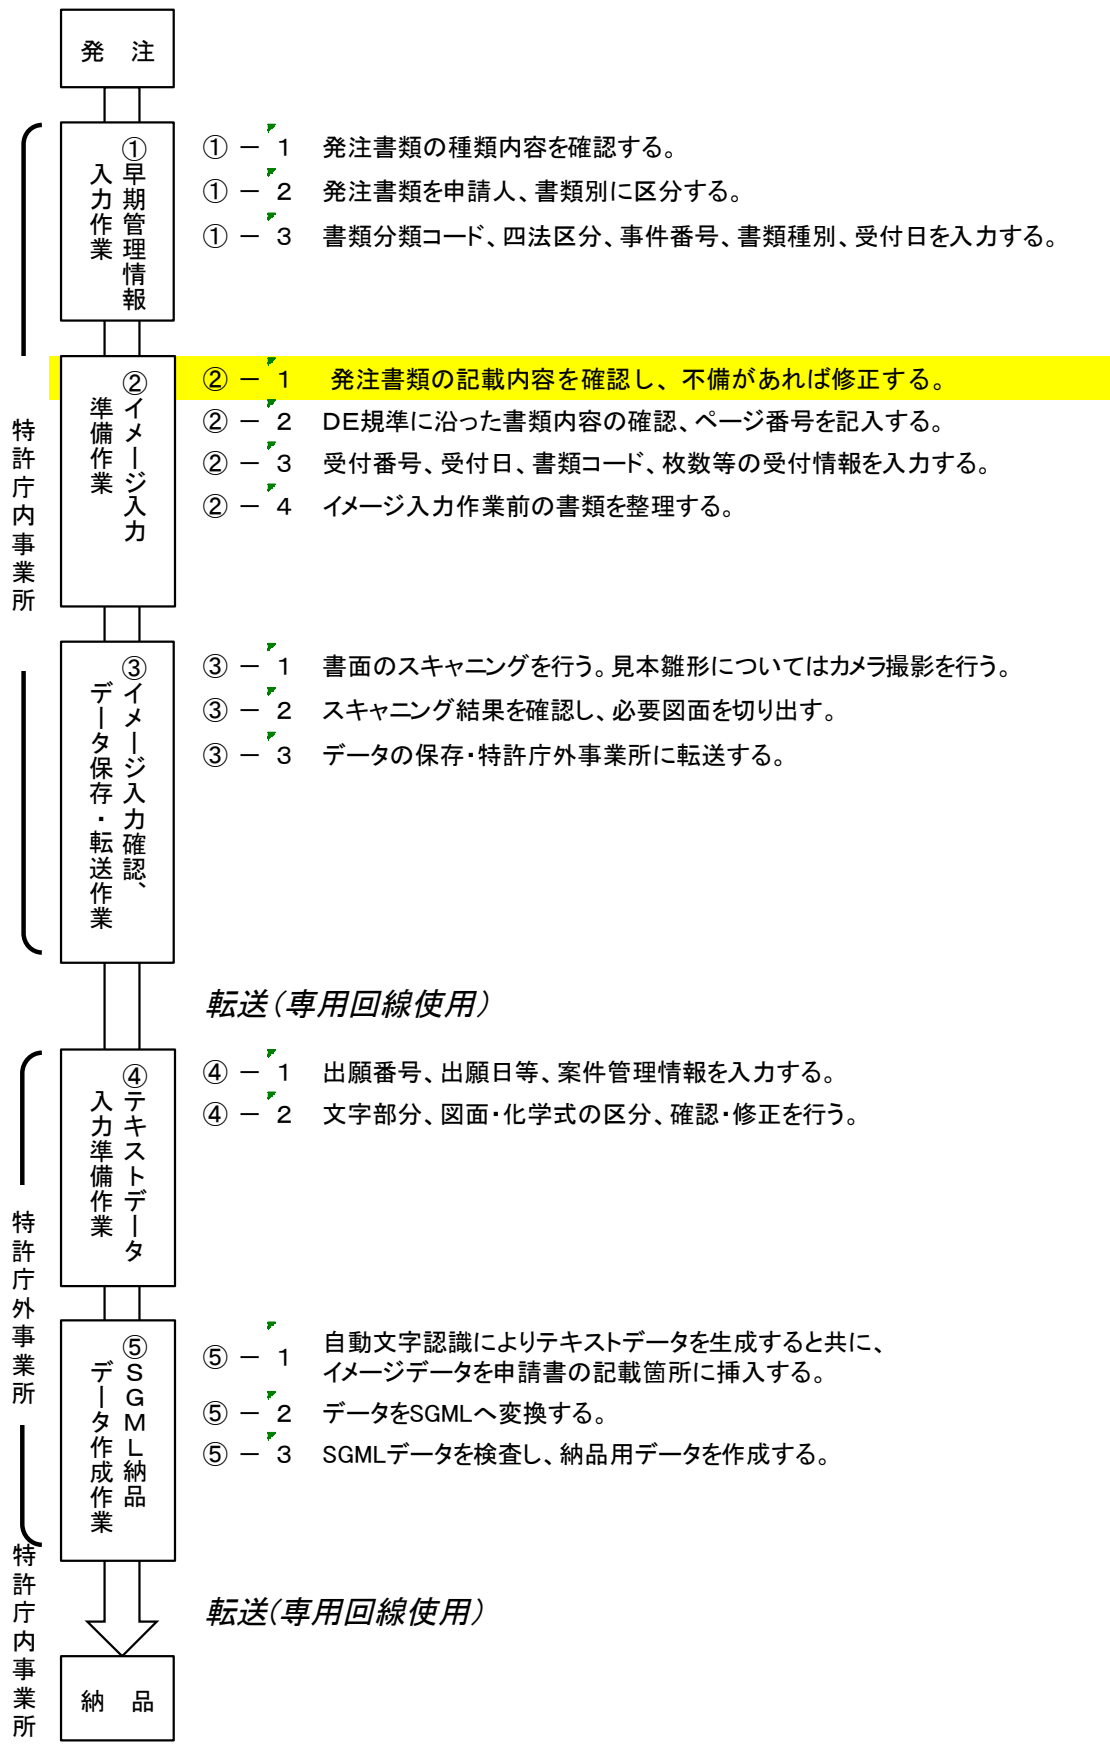 発　注
特許庁内事業所
①早期管理情報
入力作業
①－1　発注書類の種類内容を確認する。
①－2　発注書類を申請人、書類別に区分する。
①－3　書類分類コード、四法区分、事件番号、書類種別、受付日を入力する。
②イメージ入力
準備作業
②－1　発注書類の記載内容を確認し、不備があれば修正する。
②－2　DE規準に沿った書類内容の確認、ページ番号を記入する。
②－3　受付番号、受付日、書類コード、枚数等の受付情報を入力する。
②－4　イメージ入力作業前の書類を整理する。
③イメージ入力確認、
データ保存・転送作業
③－1　書面のスキャニングを行う。見本雛形についてはカメラ撮影を行う。
③－2　スキャニング結果を確認し、必要図面を切り出す。
③－3　データの保存・特許庁外事業所に転送する。
転送（専用回線使用）
特許庁外事業所
④テキストデータ
入力準備作業
④－1　出願番号、出願日等、案件管理情報を入力する。
④－2　文字部分、図面・化学式の区分、確認・修正を行う。
⑤SGML納品
データ作成作業
⑤－1　自動文字認識によりテキストデータを生成すると共に、
イメージデータを申請書の記載箇所に挿入する。
⑤－2　データをSGMLへ変換する。
⑤－3　SGMLデータを検査し、納品用データを作成する。
特許庁内事業所
転送（専用回線使用）
納　品